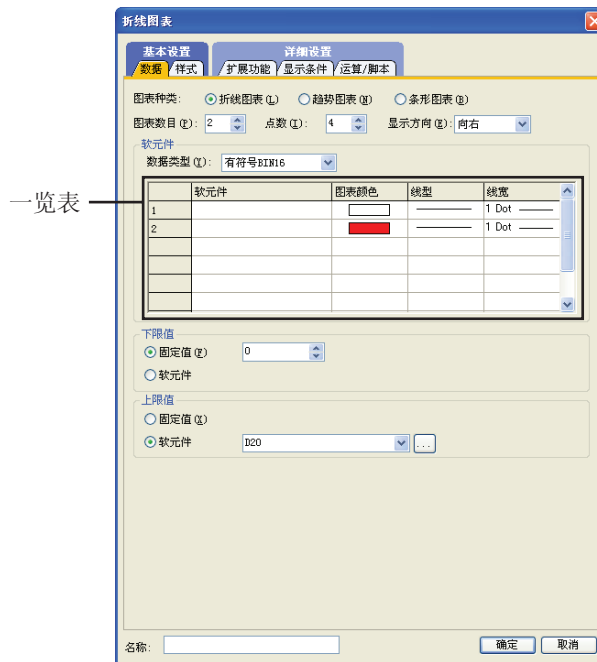 折线图表
基本设置 详细设置
数据 样式 扩展功能 显示条件 运算/脚本
图表种类: 折线图表(L) 趋势图表(N) 条形图表(B)
图表数目(P): 2 点数(I): 4 显示方向(E): 向右
软元件
数据类型(Y): 有符号BIN16
一览表
软元件 图表颜色 线型 线宽
1 1 Dot
2 1 Dot
下限值
固定值(F) 0
软元件
上限值
固定值(X)
软元件 D20 ...
名称: 确定 取消